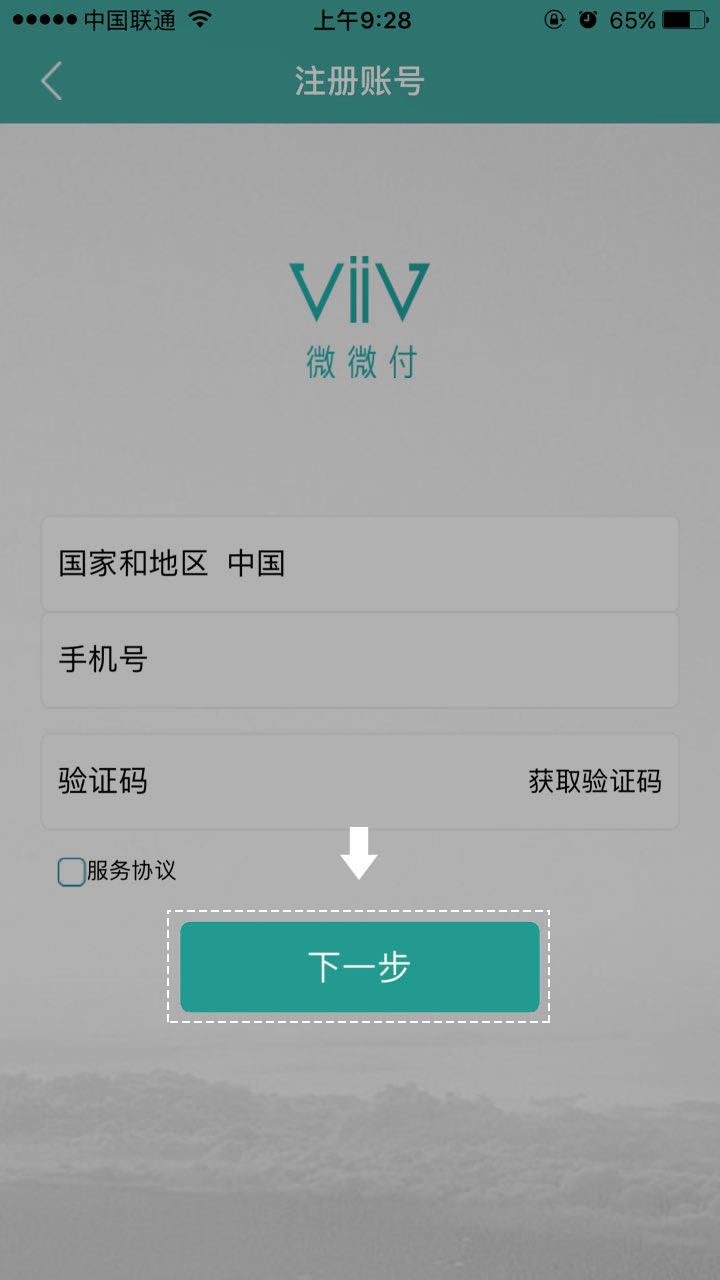 中国联通 上午9:28 65%
注册账号
ViiV
微微付
国家和地区 中国
手机号
验证码 获取验证码
服务协议
下一步